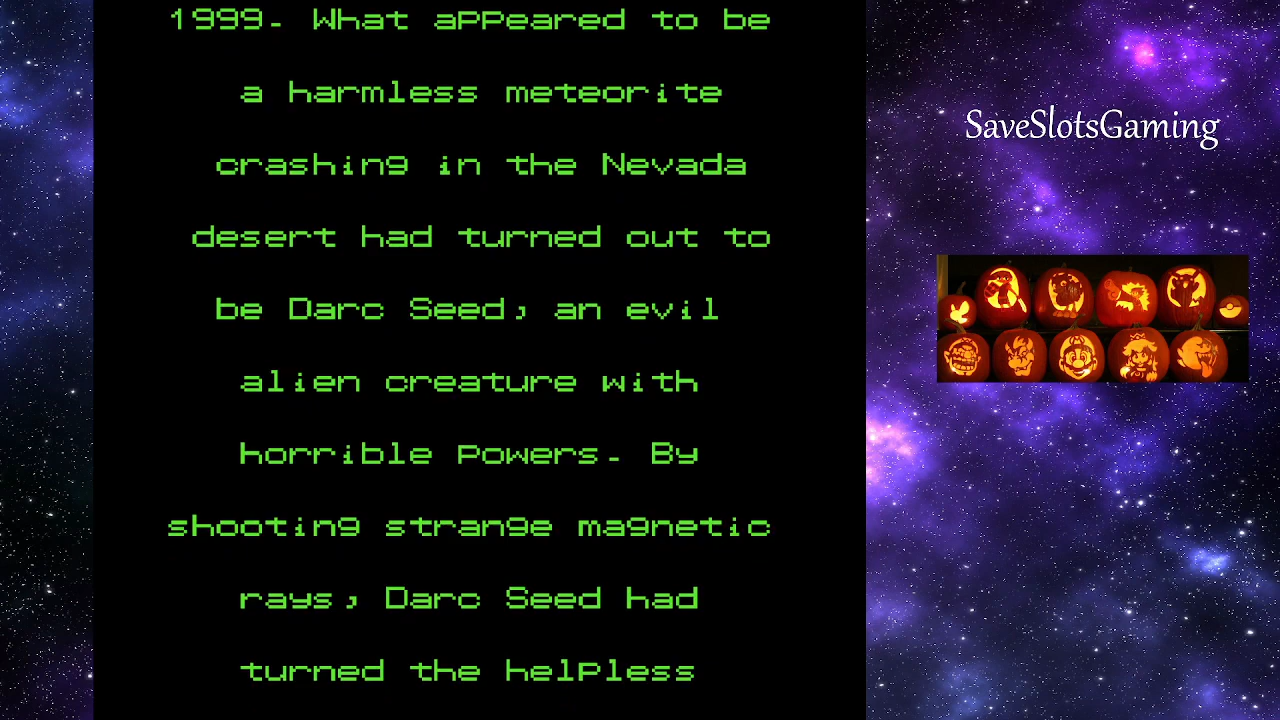 1999. What appeared to be
a harmless meteorite
crashing in the Nevada
desert had turned out to
be Darc Seed, an evil
alien creature with
horrible powers. By
shooting strange magnetic
rays, Darc Seed had
turned the helpless
SaveSlotsGaming